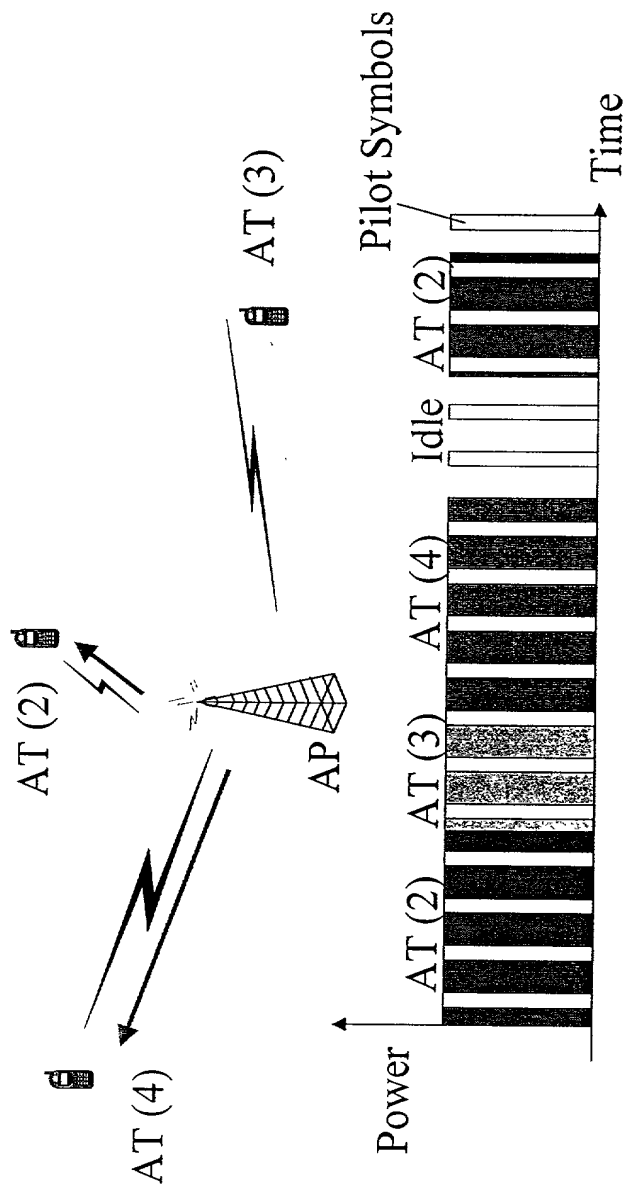 AT (4)
AT (2)
AT (3)
AP
Power
AT (2)
AT (3)
AT (4)
Idle
AT (2)
Pilot Symbols
Time